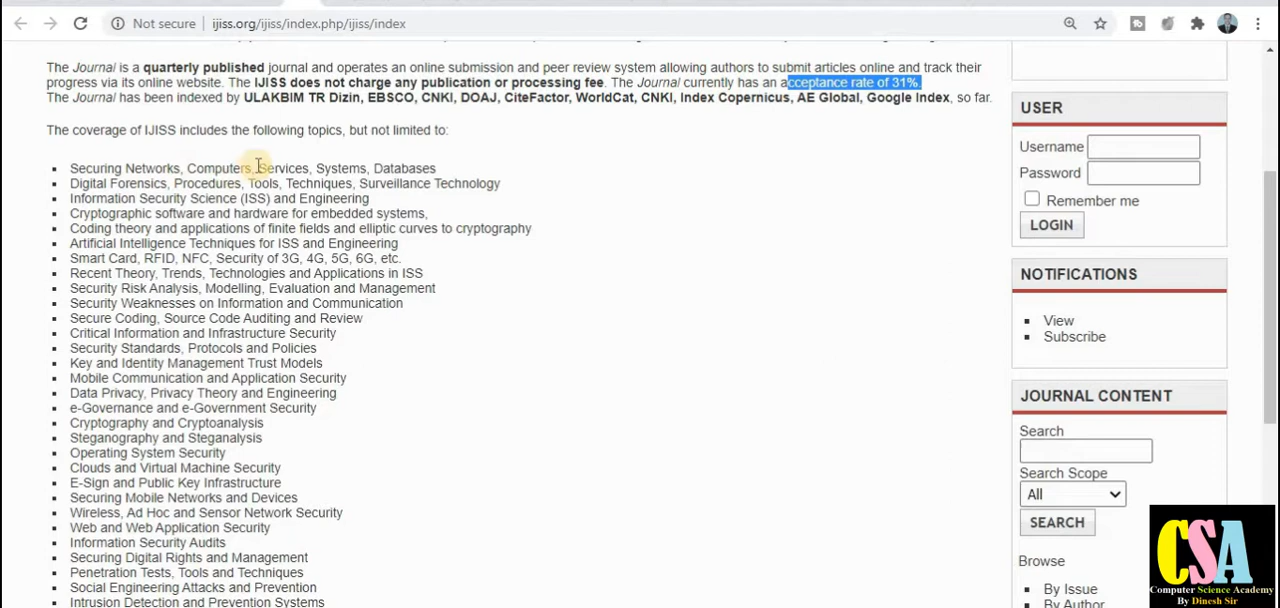 Not secure ijiss.org/ijiss/index.php/ijiss/index
The Journal is a quarterly published journal and operates an online submission and peer review system allowing authors to submit articles online and track their
progress via its online website. The IJISS does not charge any publication or processing fee. The Journal currently has an acceptance rate of 31%.
The Journal has been indexed by ULAKBIM TR Dizin, EBSCO, CNKI, DOAJ, CiteFactor, WorldCat, CNKI, Index Copernicus, AE Global, Google Index, so far.
The coverage of IJISS includes the following topics, but not limited to:
Securing Networks, Computers, Services, Systems, Databases
Digital Forensics, Procedures, Tools, Techniques, Surveillance Technology
Information Security Science (ISS) and Engineering
Cryptographic software and hardware for embedded systems,
Coding theory and applications of finite fields and elliptic curves to cryptography
Artificial Intelligence Techniques for ISS and Engineering
Smart Card, RFID, NFC, Security of 3G, 4G, 5G, 6G, etc.
Recent Theory, Trends, Technologies and Applications in ISS
Security Risk Analysis, Modelling, Evaluation and Management
Security Weaknesses on Information and Communication
Secure Coding, Source Code Auditing and Review
Critical Information and Infrastructure Security
Security Standards, Protocols and Policies
Key and Identity Management Trust Models
Mobile Communication and Application Security
Data Privacy, Privacy Theory and Engineering
e-Governance and e-Government Security
Cryptography and Cryptoanalysis
Steganography and Steganalysis
Operating System Security
Clouds and Virtual Machine Security
E-Sign and Public Key Infrastructure
Securing Mobile Networks and Devices
Wireless, Ad Hoc and Sensor Network Security
Web and Web Application Security
Information Security Audits
Securing Digital Rights and Management
Penetration Tests, Tools and Techniques
Social Engineering Attacks and Prevention
Intrusion Detection and Prevention Systems
USER
Username
Password
Remember me
LOGIN
NOTIFICATIONS
View
Subscribe
JOURNAL CONTENT
Search
Search Scope
All
SEARCH
Browse
By Issue
By Author
CSA
Computer Science Academy
By Dinesh Sir